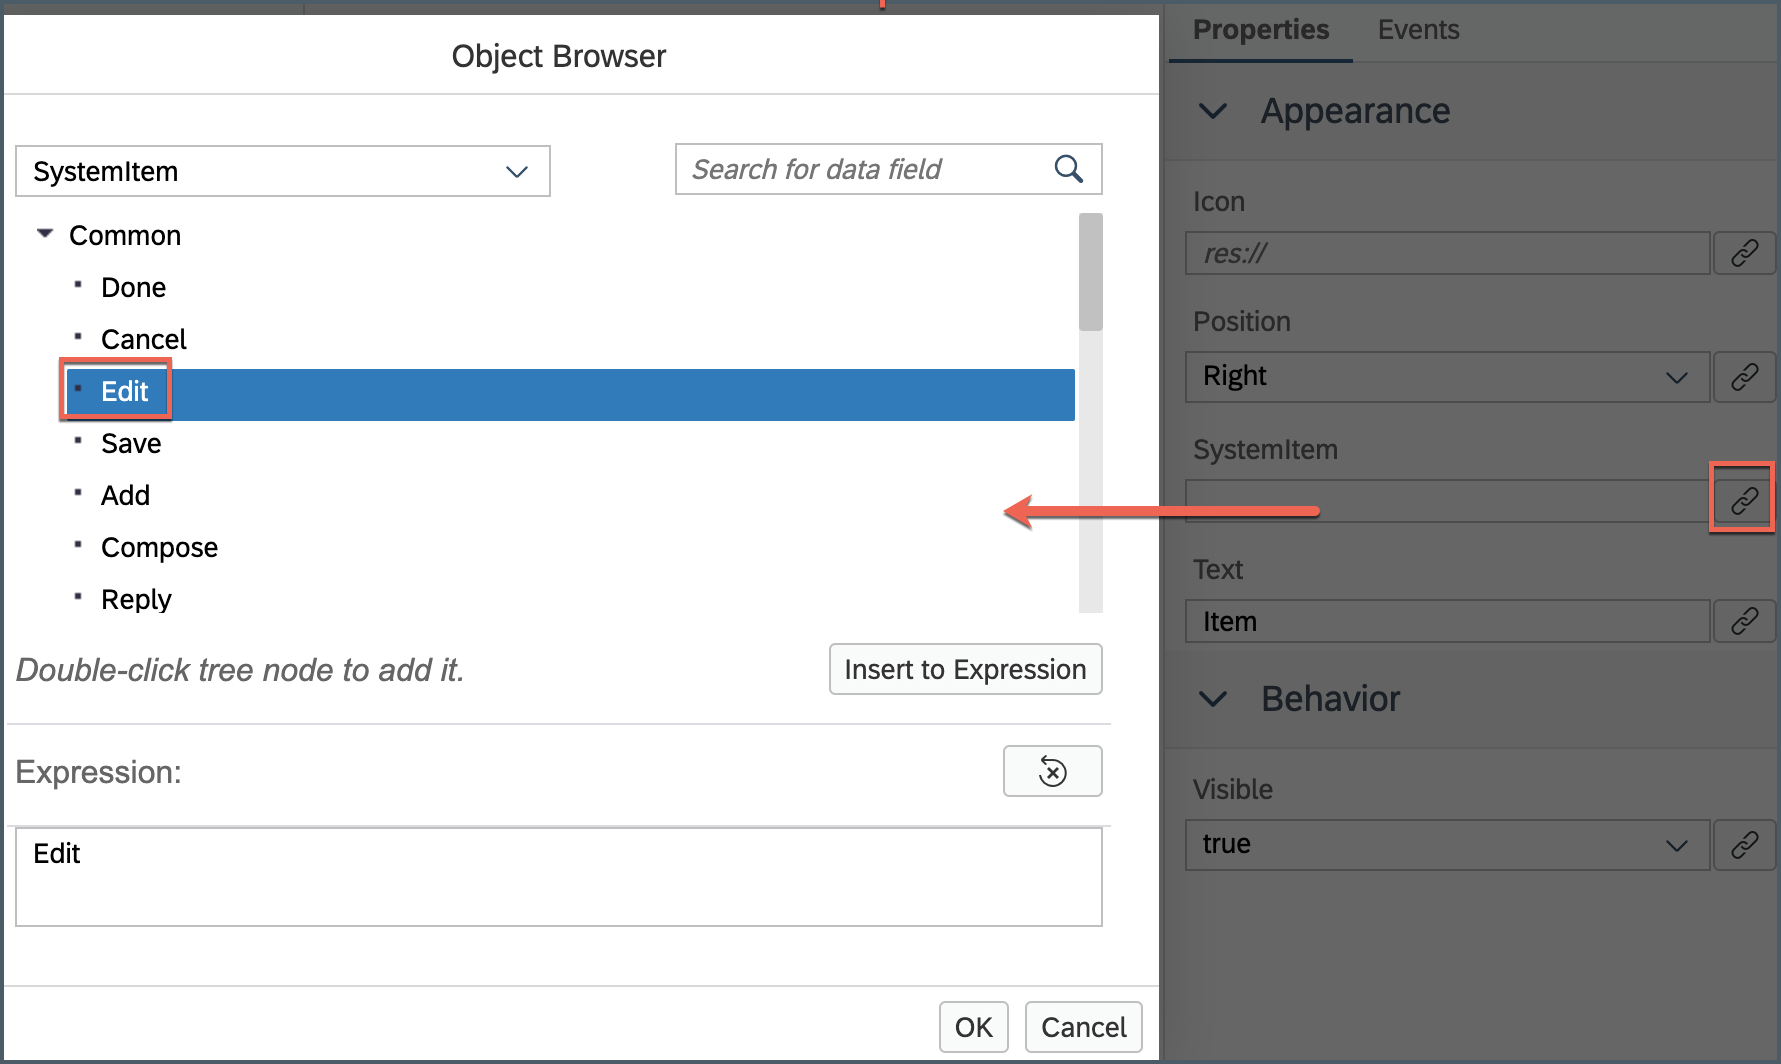 Object Browser
SystemItem
Search for data field
Common
Done
Cancel
Edit
Save
Add
Compose
Reply
Double-click tree node to add it.
Insert to Expression
Expression:
Edit
OK
Cancel
Properties
Events
Appearance
Icon
res://
Position
Right
SystemItem
Text
Item
Behavior
Visible
true